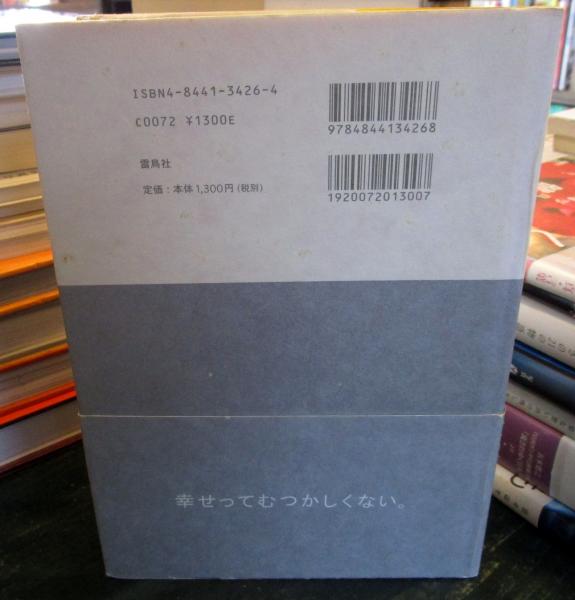 ISBN4-8441-3426-4
C0072 ¥1300E
雷鳥社
定価：本体1,300円（税別）
9784844134268
1920072013007
幸せってむつかしくない。